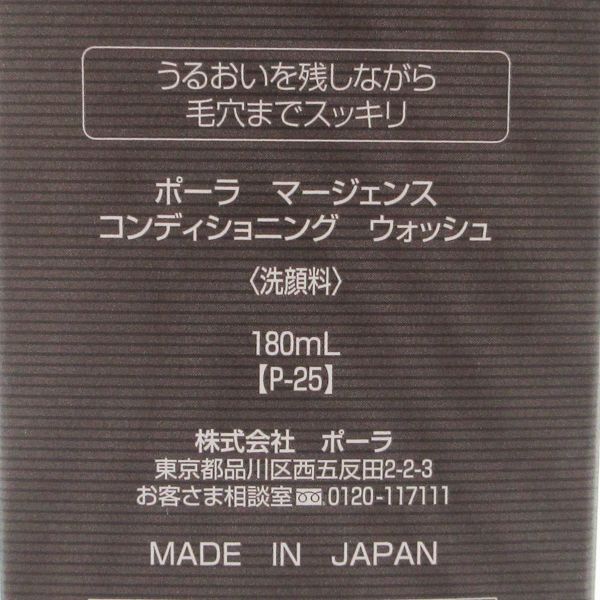 うるおいを残しながら
毛穴までスッキリ
ポーラ マージェンス
コンディショニング ウォッシュ
〈洗顔料〉
180mL
【P-25】
株式会社 ポーラ
東京都品川区西五反田2-2-3
お客さま相談室 0120-117111
MADE IN JAPAN